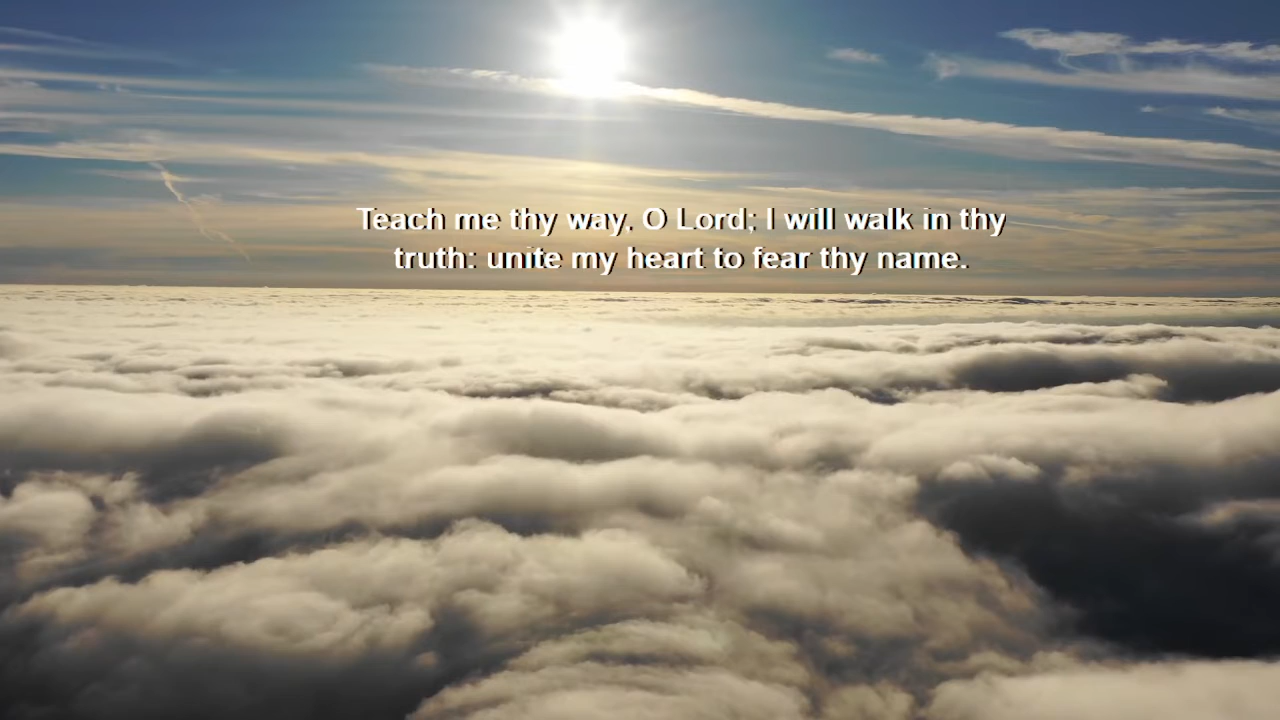 Teach me thy way, O Lord; I will walk in thy
truth: unite my heart to fear thy name.